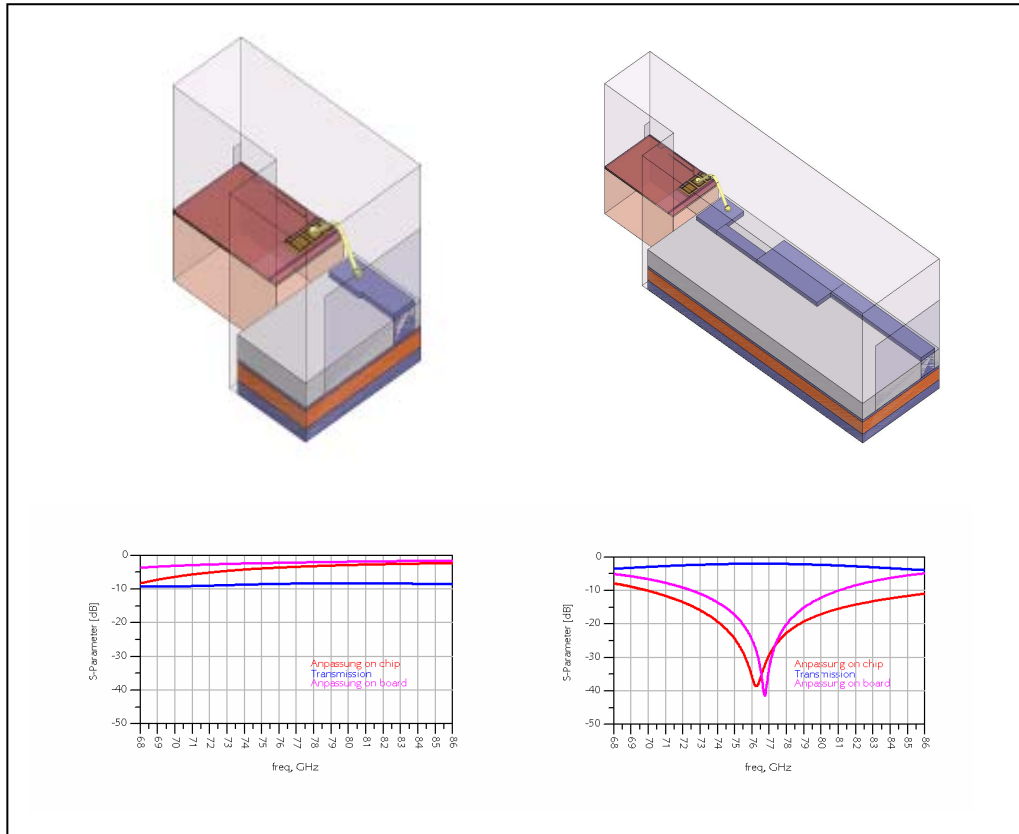 0
-10
-20
-30
-40
-50
S-Parameter [dB]
Anpassung on chip
Transmission
Anpassung on board
68 69 70 71 72 73 74 75 76 77 78 79 80 81 82 83 84 85 86
freq, GHz
0
-10
-20
-30
-40
-50
S-Parameter [dB]
Anpassung on chip
Transmission
Anpassung on board
68 69 70 71 72 73 74 75 76 77 78 79 80 81 82 83 84 85 86
freq, GHz